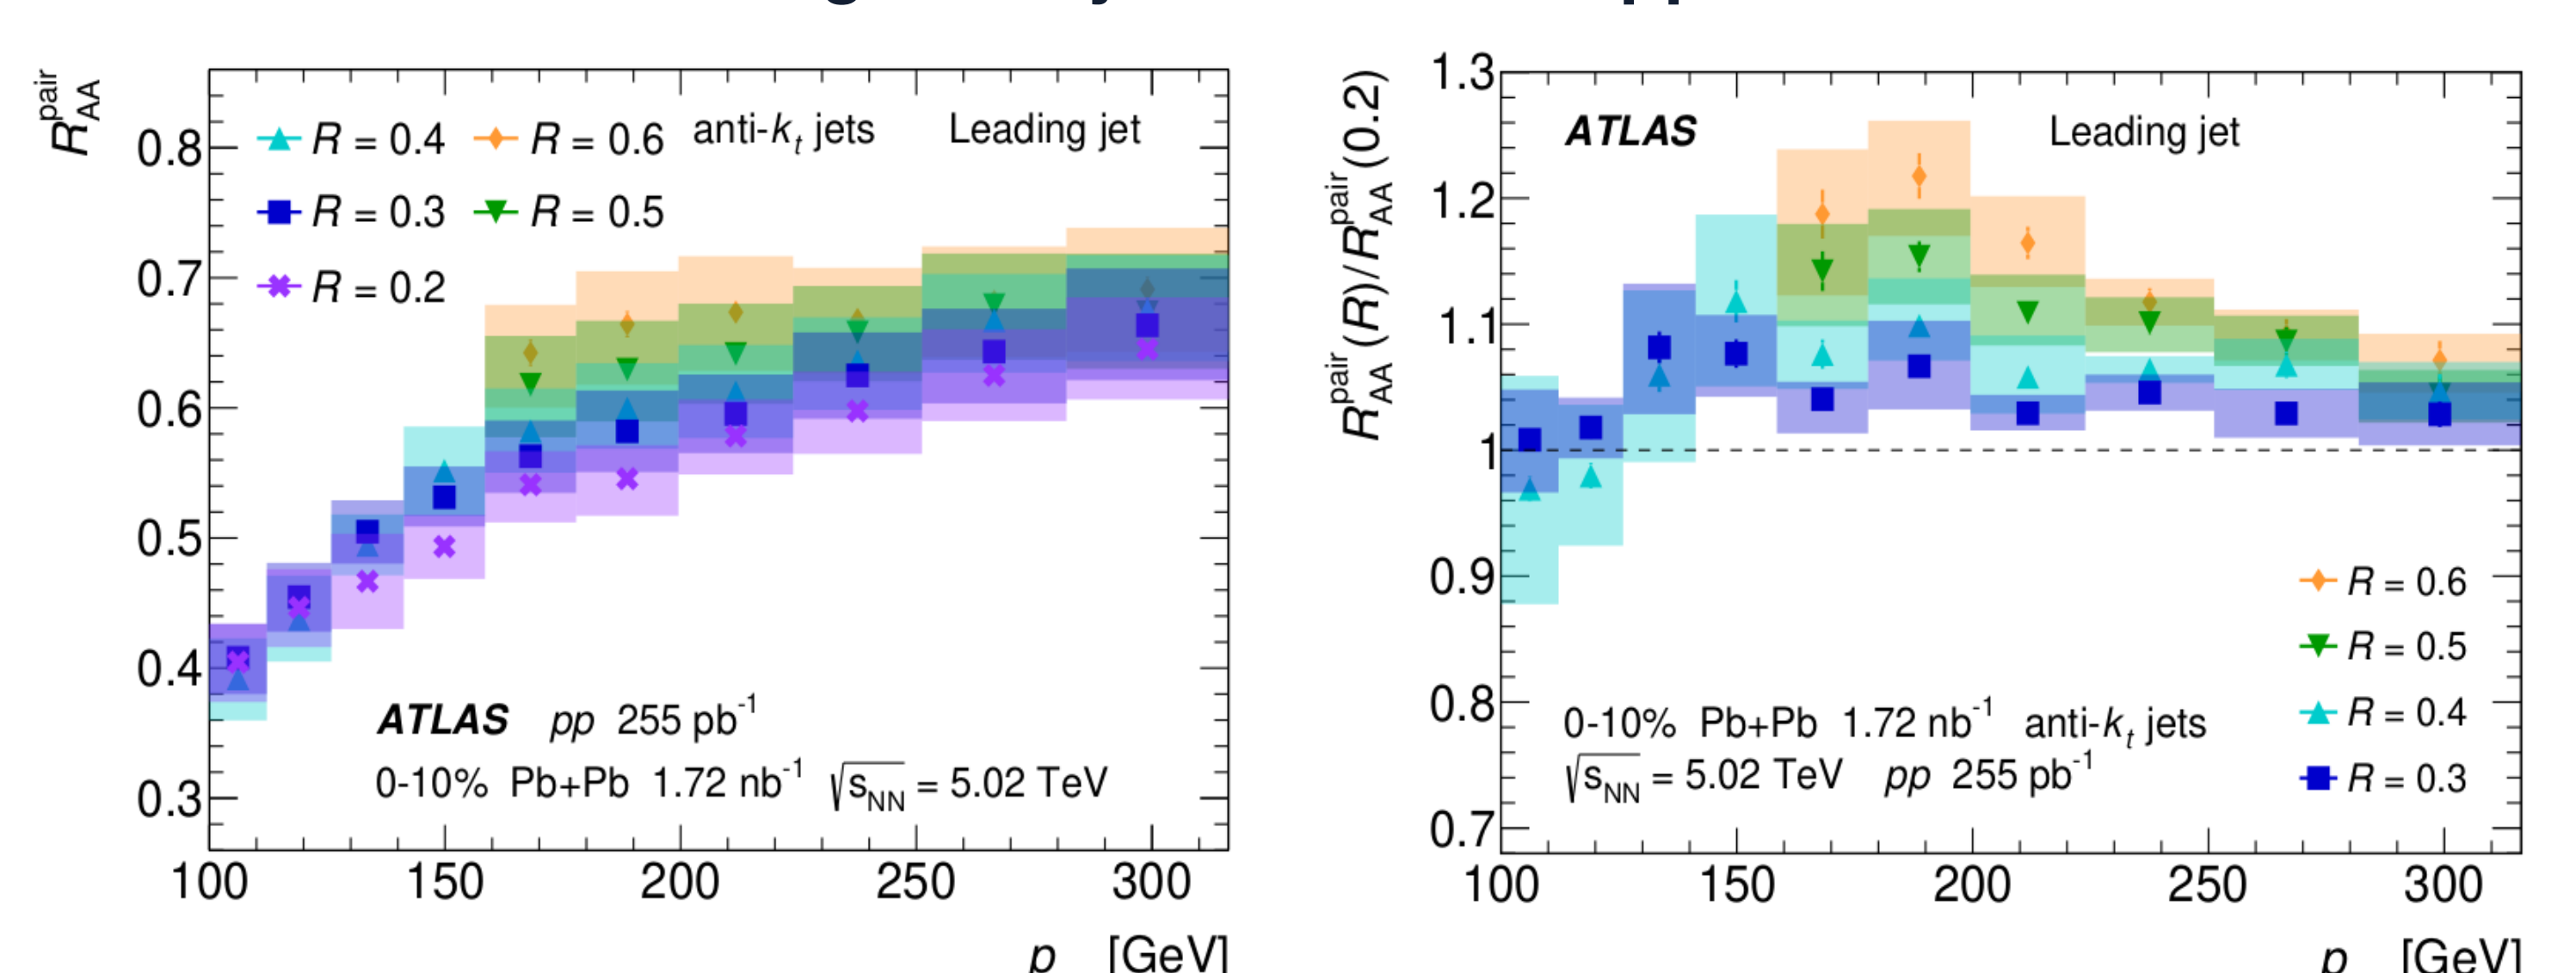 R_AA^pair
0.8
0.7
0.6
0.5
0.4
0.3
R = 0.4 R = 0.6 anti-k_t jets Leading jet
R = 0.3 R = 0.5
R = 0.2
ATLAS pp 255 pb^-1
0-10% Pb+Pb 1.72 nb^-1 √s_NN = 5.02 TeV
100 150 200 250 300
p [GeV]
R_AA^pair(R)/R_AA^pair(0.2)
1.3
1.2
1.1
1
0.9
0.8
0.7
ATLAS Leading jet
R = 0.6
R = 0.5
R = 0.4
R = 0.3
0-10% Pb+Pb 1.72 nb^-1 anti-k_t jets
√s_NN = 5.02 TeV pp 255 pb^-1
100 150 200 250 300
p [GeV]